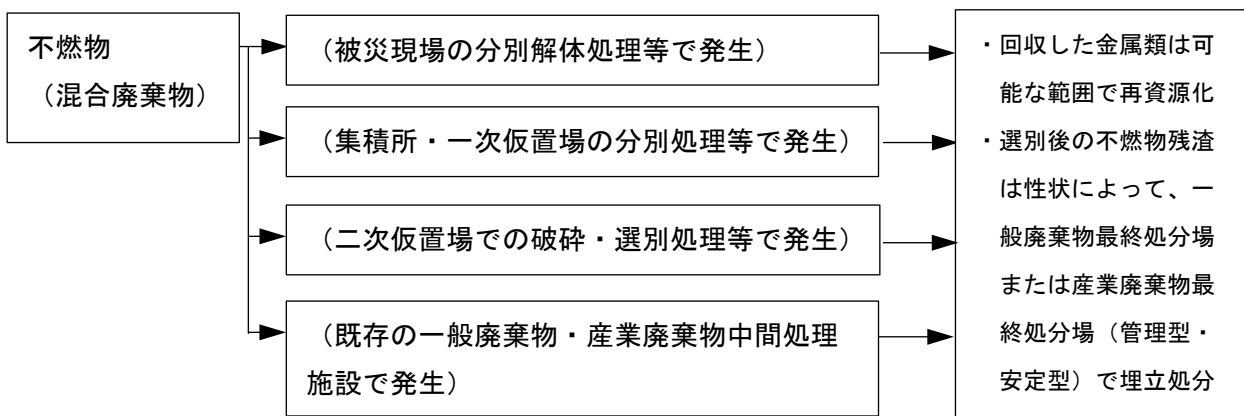 不燃物
（混合廃棄物）
（被災現場の分別解体処理等で発生）
（集積所・一次仮置場の分別処理等で発生）
（二次仮置場での破砕・選別処理等で発生）
（既存の一般廃棄物・産業廃棄物中間処理
施設で発生）
・回収した金属類は可
能な範囲で再資源化
・選別後の不燃物残渣
は性状によって、一
般廃棄物最終処分場
または産業廃棄物最
終処分場（管理型・
安定型）で埋立処分